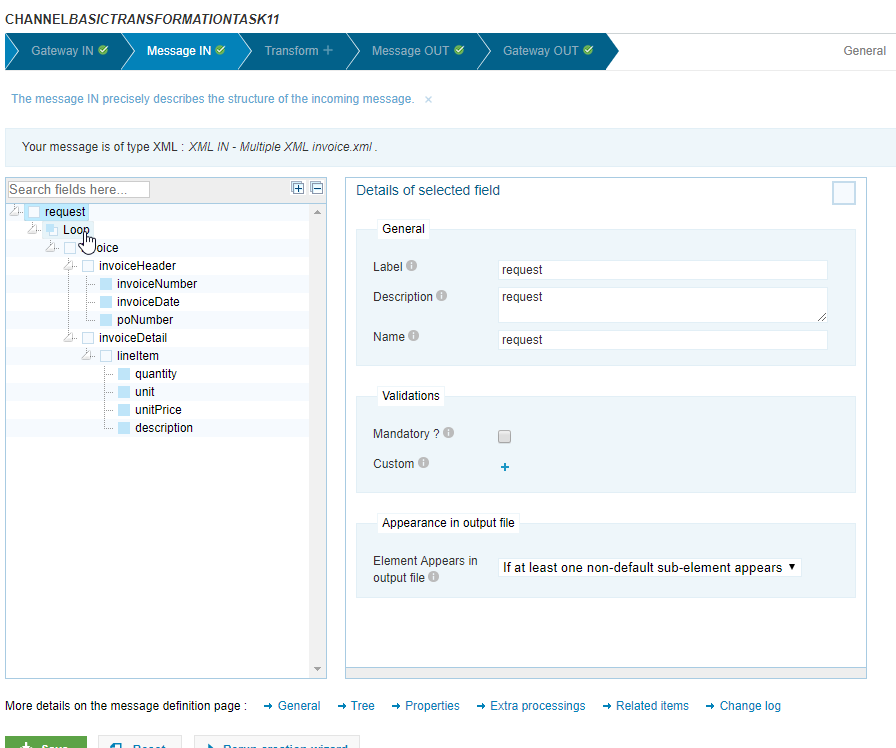 CHANNELBASICTRANSFORMATIONTASK11
Gateway IN Message IN Transform Message OUT Gateway OUT General
The message IN precisely describes the structure of the incoming message. ×
Your message is of type XML : XML IN - Multiple XML invoice.xml .
Search fields here...
request
Loop
invoiceHeader
invoiceNumber
invoiceDate
poNumber
invoiceDetail
lineItem
quantity
unit
unitPrice
description
Details of selected field
General
Label request
Description request
Name request
Validations
Mandatory ?
Custom
Appearance in output file
Element Appears in
output file If at least one non-default sub-element appears
More details on the message definition page : General Tree Properties Extra processings Related items Change log
Save Reset Rerun creation wizard